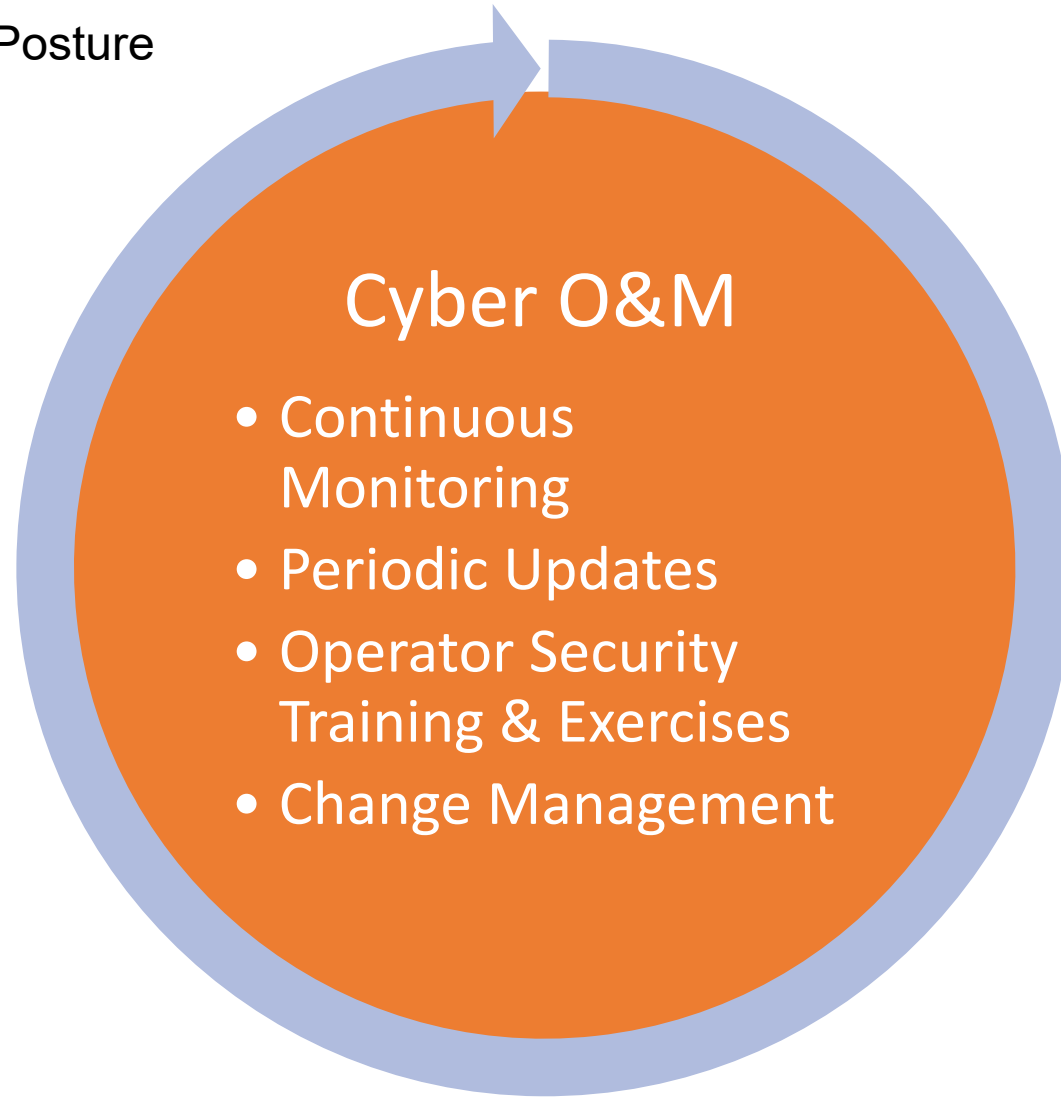 Posture
Cyber O&M
• Continuous
Monitoring
• Periodic Updates
• Operator Security
Training & Exercises
• Change Management